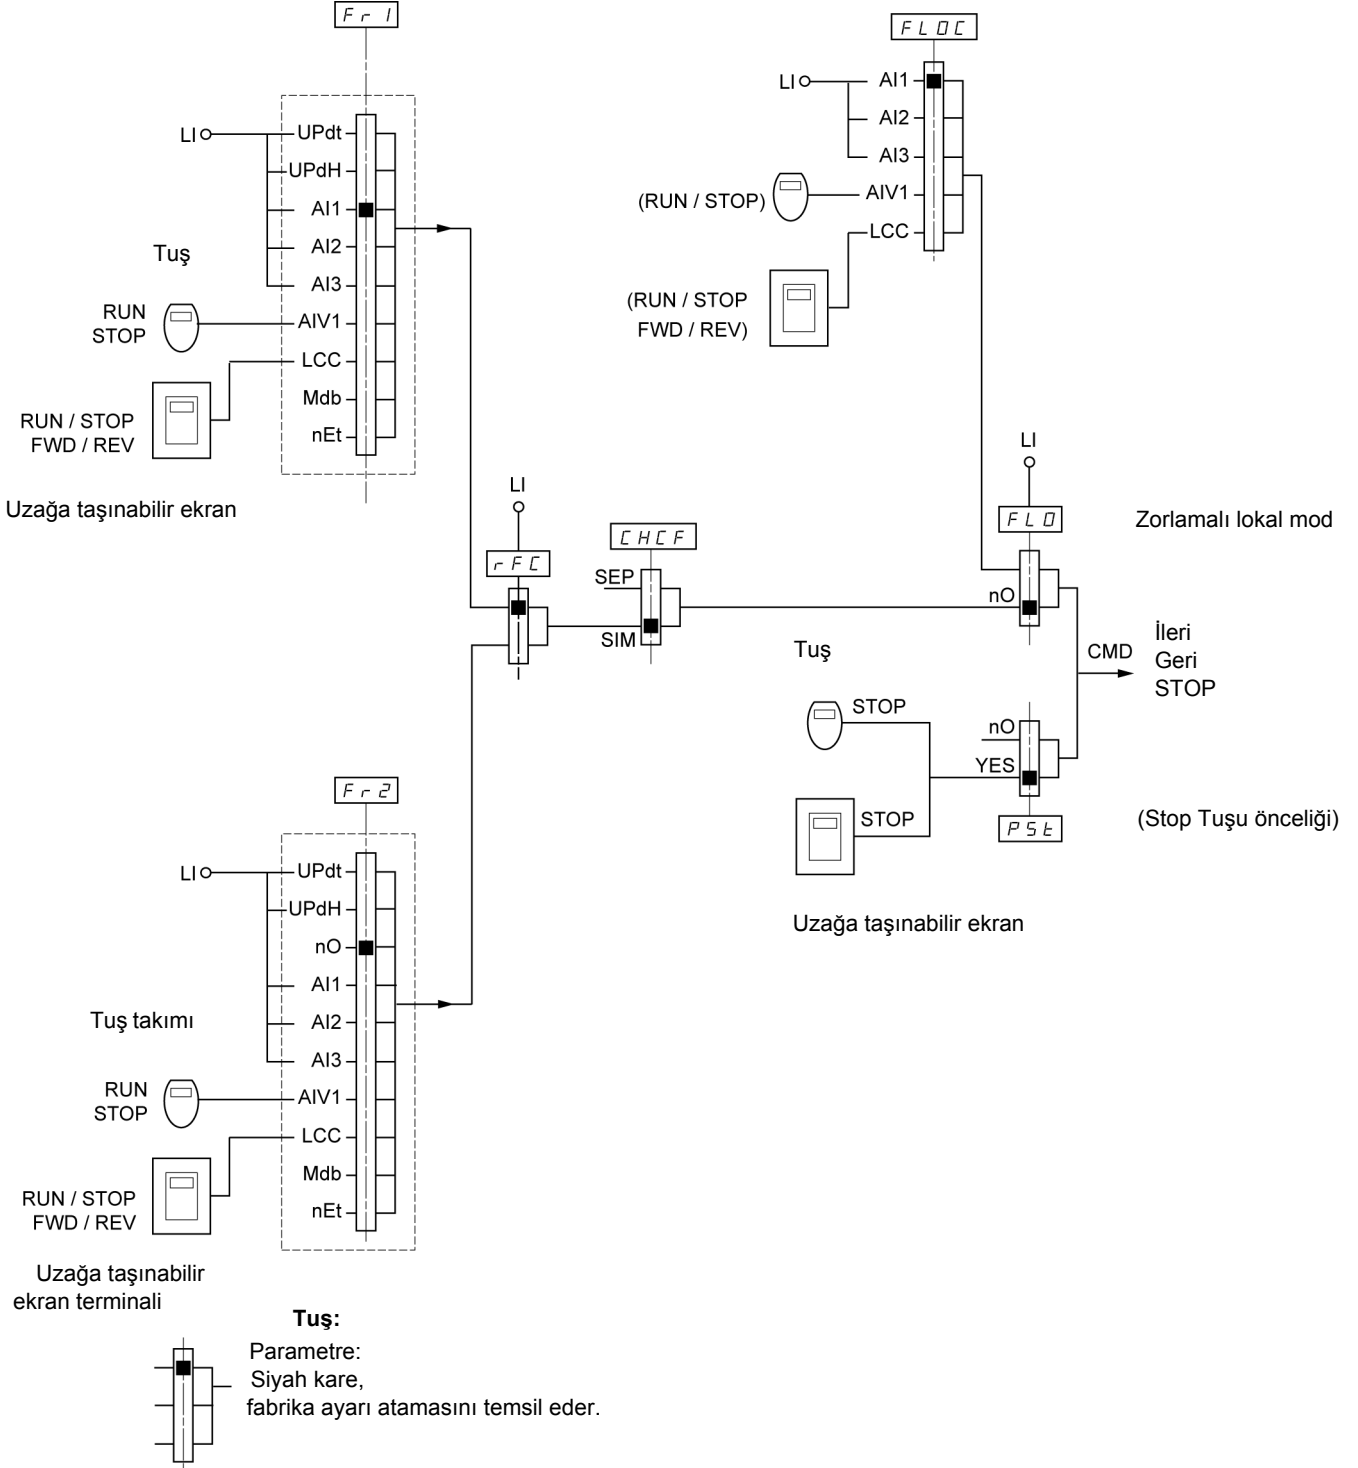 Fr1
LI
UPdt
UPdH
AI1
AI2
AI3
AIV1
LCC
Mdb
nEt
Tuş
RUN
STOP
RUN / STOP
FWD / REV
Uzağa taşınabilir ekran
FLOC
LI
AI1
AI2
AI3
AIV1
LCC
(RUN / STOP)
(RUN / STOP
FWD / REV)
LI
rFC
CHCF
SEP
SIM
LI
FLO
nO
Zorlamalı lokal mod
CMD
İleri
Geri
STOP
Tuş
STOP
STOP
nO
YES
PSt
(Stop Tuşu önceliği)
Uzağa taşınabilir ekran
Fr2
LI
UPdt
UPdH
nO
AI1
AI2
AI3
AIV1
LCC
Mdb
nEt
Tuş takımı
RUN
STOP
RUN / STOP
FWD / REV
Uzağa taşınabilir
ekran terminali
Tuş:
Parametre:
Siyah kare,
fabrika ayarı atamasını temsil eder.